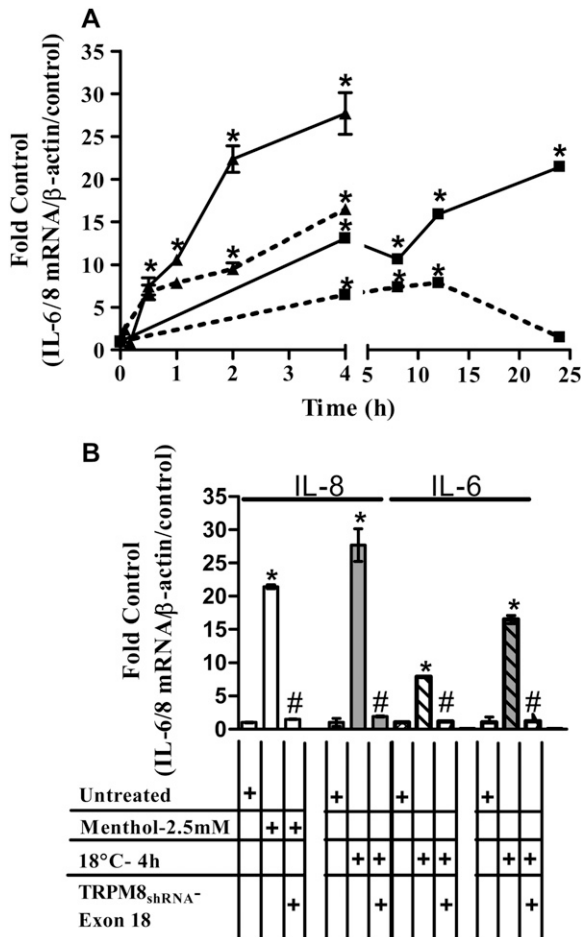 A
Fold Control
(IL-6/8 mRNA/β-actin/control)
35
30
25
20
15
10
5
0
* * * * * * * * * * * * *
0 1 2 3 4 5 10 15 20 25
Time (h)
B
IL-8 IL-6
Fold Control
(IL-6/8 mRNA/β-actin/control)
35
30
25
20
15
10
5
0
* # * # * # * #
Untreated + + + +
Menthol-2.5mM + +
18°C- 4h + + + + + +
TRPM8shRNA- + + + +
Exon 18